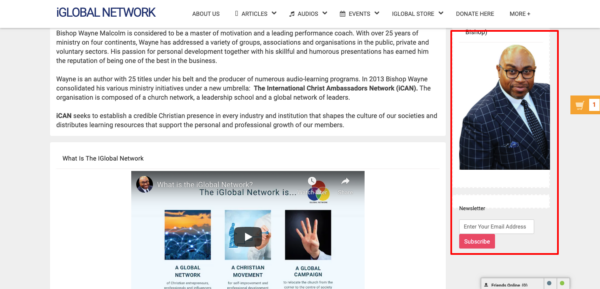 iGLOBAL NETWORK
ABOUT US
ARTICLES
AUDIOS
EVENTS
IGLOBAL STORE
DONATE HERE
MORE +
Bishop Wayne Malcolm is considered to be a master of motivation and a leading performance coach. With over 25 years of
ministry on four continents, Wayne has addressed a variety of groups, associations and organisations in the public, private and
voluntary sectors. His passion for personal development together with his skillful and humorous presentations has earned him
the reputation of being one of the best in the business.
Wayne is an author with 25 titles under his belt and the producer of numerous audio-learning programs. In 2013 Bishop Wayne
consolidated his various ministry initiatives under a new umbrella: The International Christ Ambassadors Network (iCAN). The
organisation is composed of a church network, a leadership school and a global network of leaders.
iCAN seeks to establish a credible Christian presence in every industry and institution that shapes the culture of our societies and
distributes learning resources that support the personal and professional growth of our members.
Bishop)
1
What Is The IGlobal Network
What is the iGlobal Network?
The iGlobal Network is...
A GLOBAL
NETWORK
of Christian entrepreneurs,
professionals and influencers
A CHRISTIAN
MOVEMENT
for self-improvement and
A GLOBAL
CAMPAIGN
to relocate the church from the
corner to the centre of society
Newsletter
Enter Your Email Address
Subscribe
Friends Online